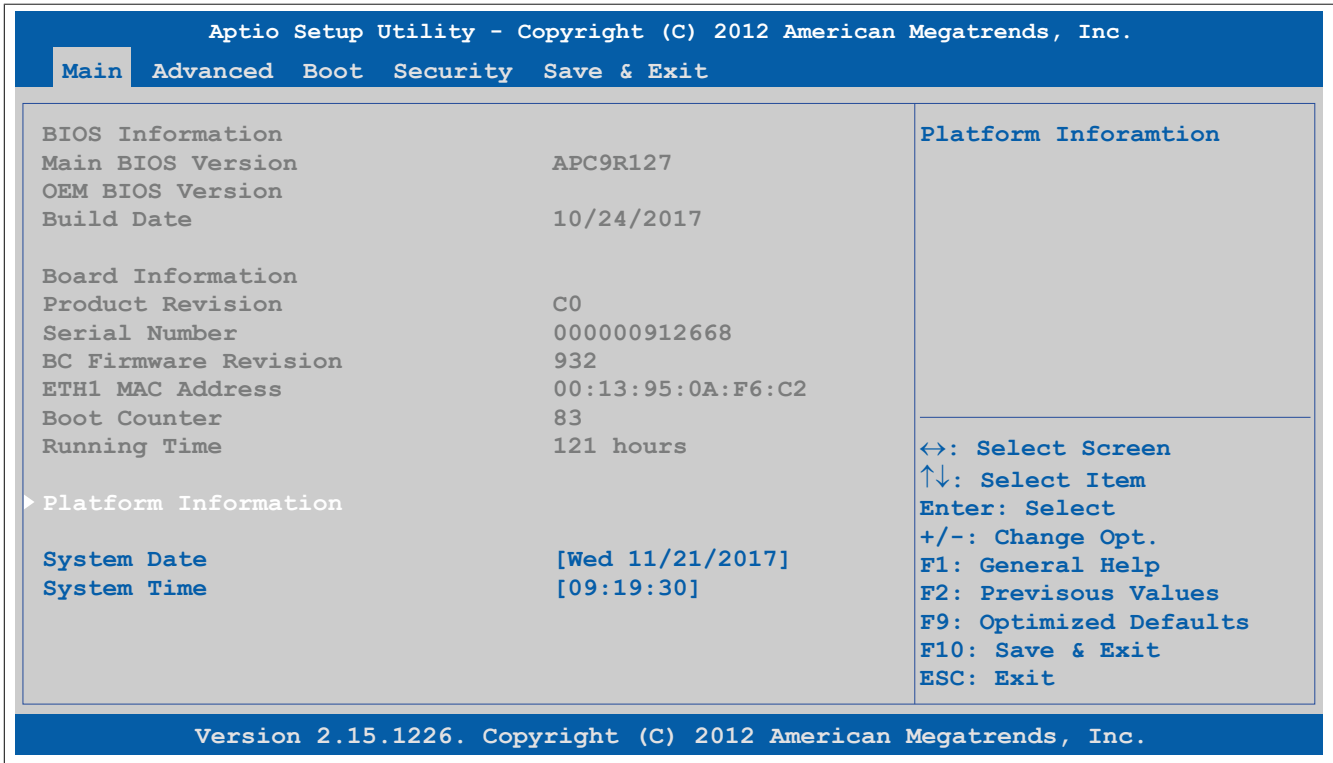 Aptio Setup Utility - Copyright (C) 2012 American Megatrends, Inc.
Main Advanced Boot Security Save & Exit
BIOS Information
Main BIOS Version APC9R127
OEM BIOS Version
Build Date 10/24/2017
Board Information
Product Revision C0
Serial Number 000000912668
BC Firmware Revision 932
ETH1 MAC Address 00:13:95:0A:F6:C2
Boot Counter 83
Running Time 121 hours
Platform Information
System Date [Wed 11/21/2017]
System Time [09:19:30]
Platform Inforamtion
↔: Select Screen
↑↓: Select Item
Enter: Select
+/-: Change Opt.
F1: General Help
F2: Previsous Values
F9: Optimized Defaults
F10: Save & Exit
ESC: Exit
Version 2.15.1226. Copyright (C) 2012 American Megatrends, Inc.